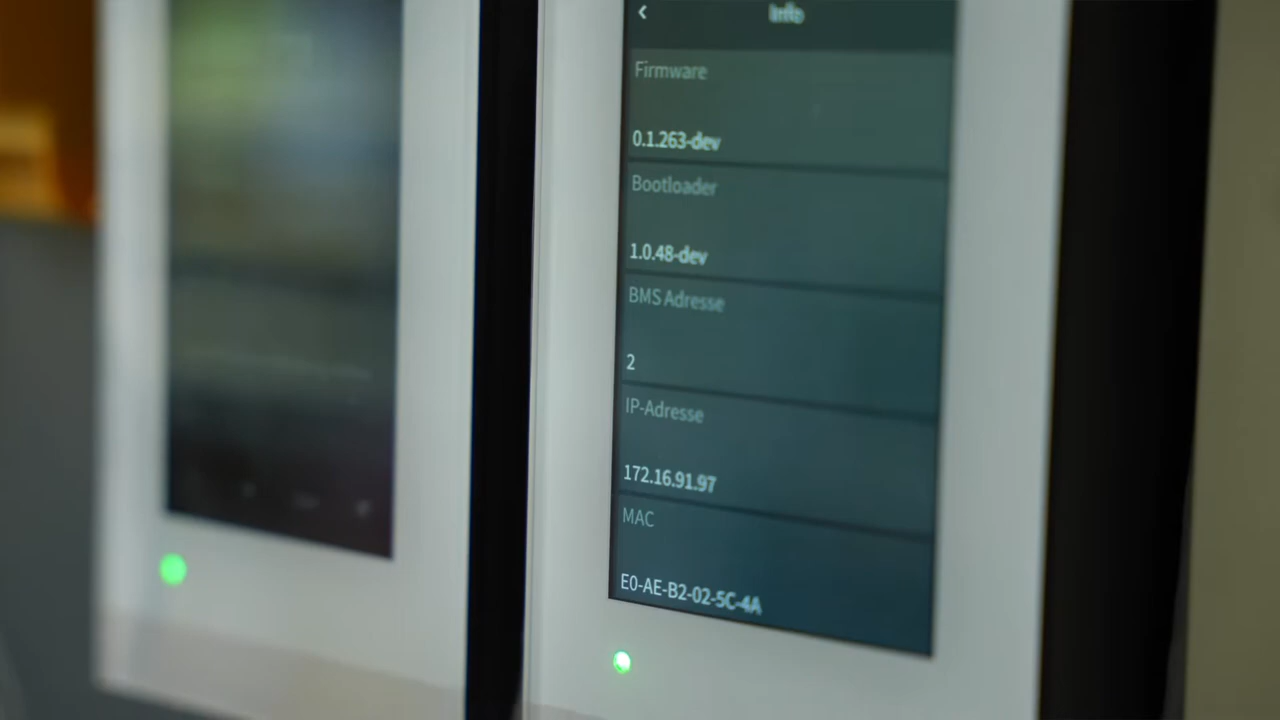 Info
Firmware
0.1.263-dev
Bootloader
1.0.48-dev
BMS Adresse
2
IP-Adresse
172.16.91.97
MAC
E0-AE-B2-02-5C-4A